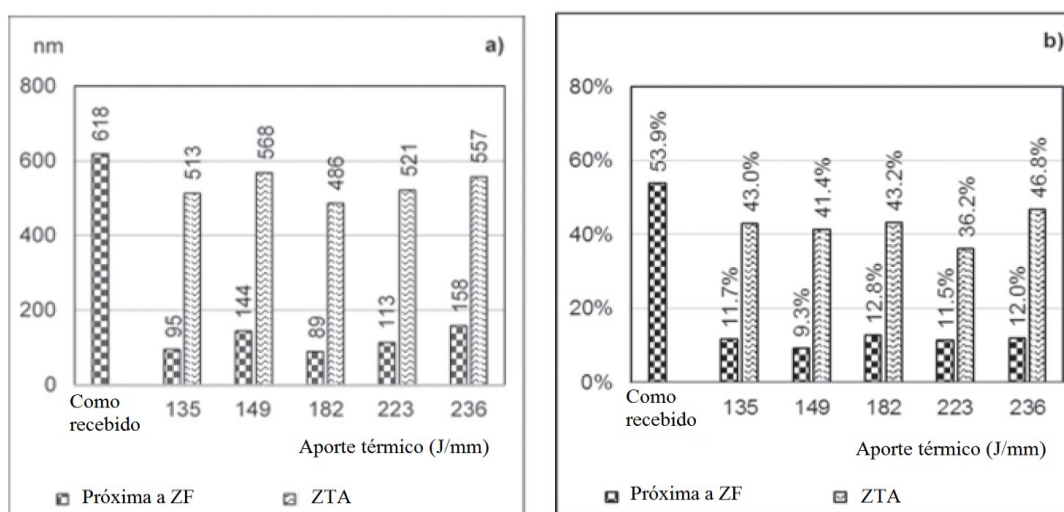 nm
a)
800
600
400
200
0
618
95
513
144
568
89
486
113
521
158
557
Como
recebido
135 149 182 223 236
Aporte térmico (J/mm)
Próxima a ZF ZTA
b)
80%
60%
40%
20%
0%
53.9%
11.7%
43.0%
9.3%
41.4%
12.8%
43.2%
11.5%
36.2%
12.0%
46.8%
Como
recebido
135 149 182 223 236
Aporte térmico (J/mm)
Próxima a ZF ZTA